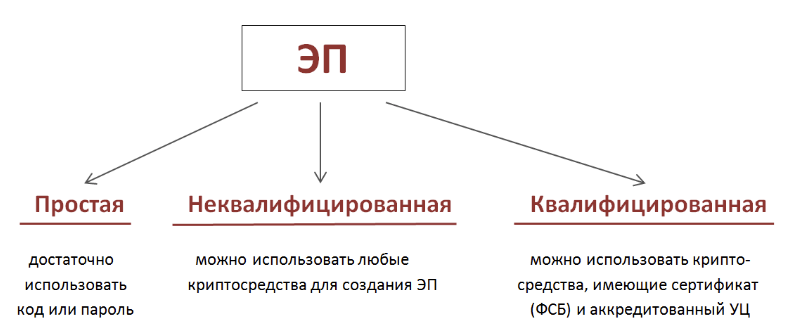 ЭП
Простая
Неквалифицированная
Квалифицированная
достаточно
использовать
код или пароль
можно использовать любые
криптосредства для создания ЭП
можно использовать крипто-
средства, имеющие сертификат
(ФСБ) и аккредитованный УЦ